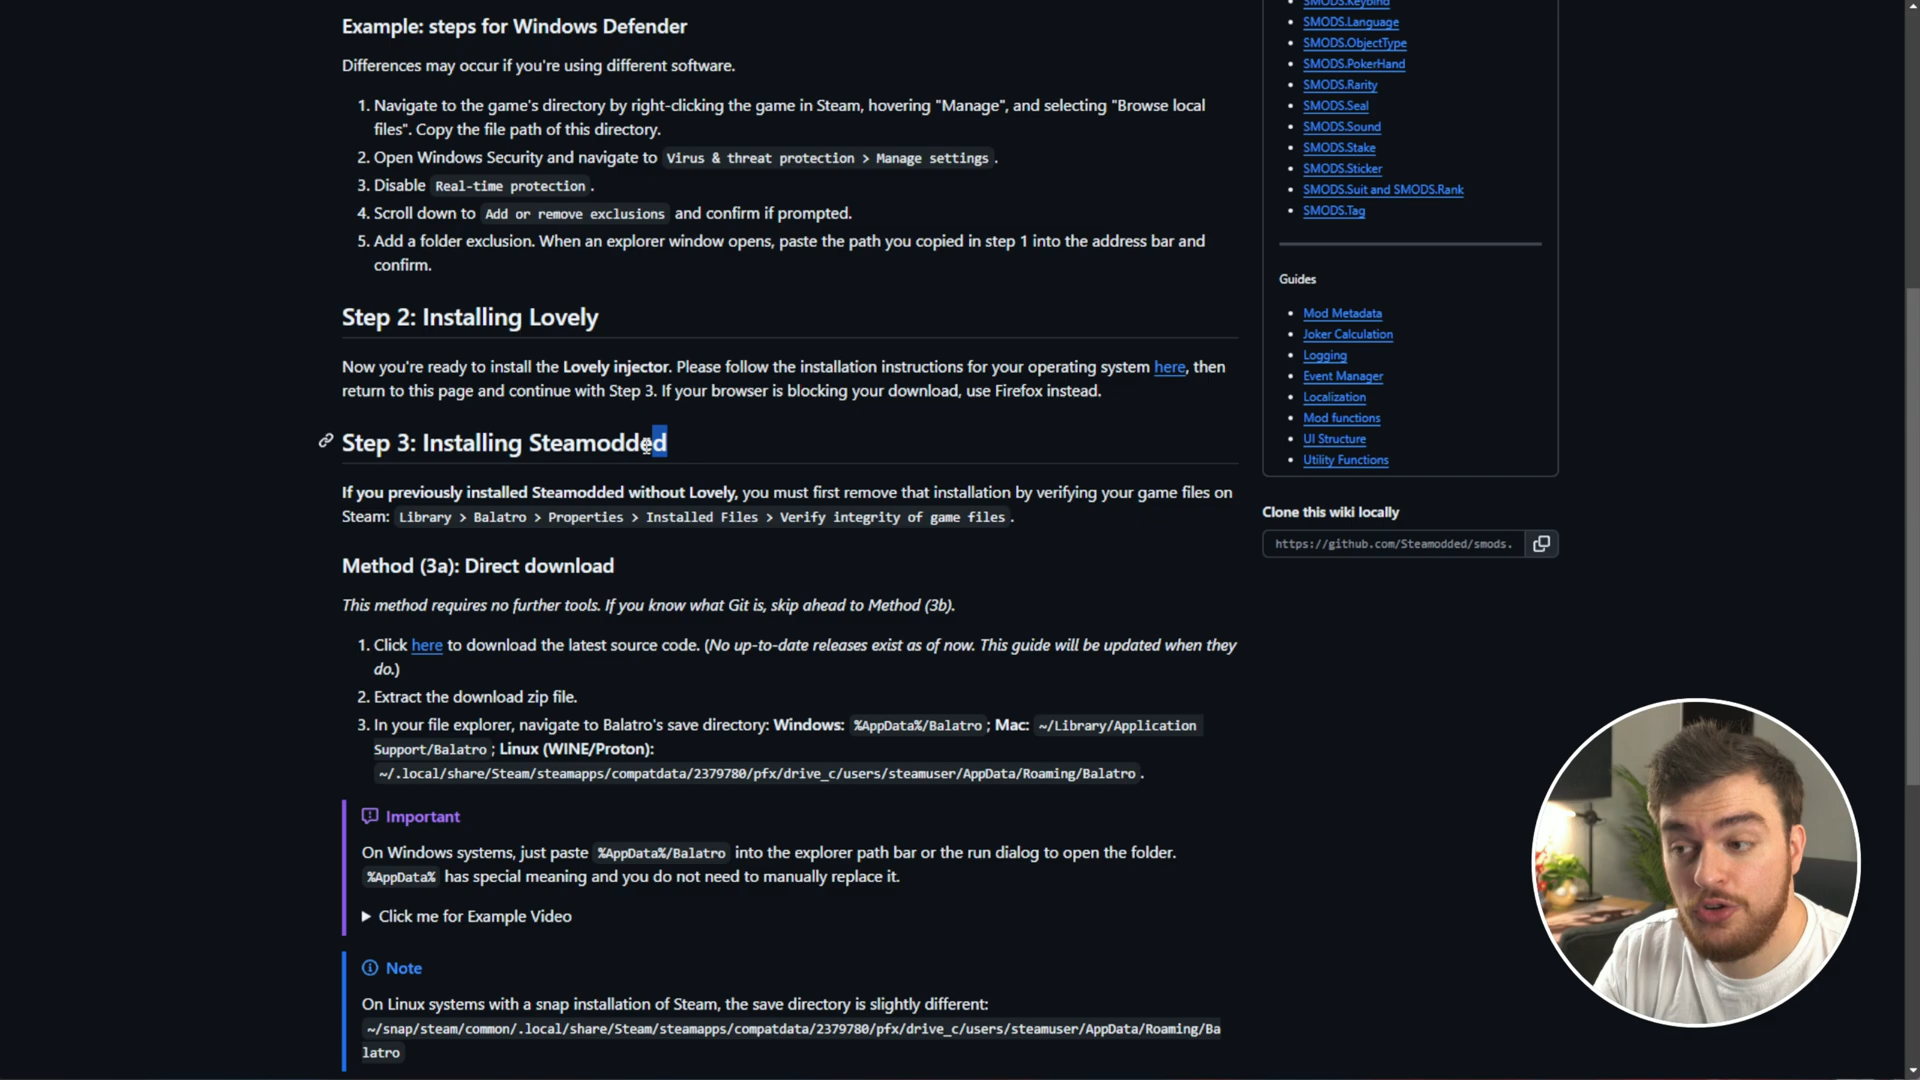 Example: steps for Windows Defender
Differences may occur if you're using different software.
1. Navigate to the game's directory by right-clicking the game in Steam, hovering "Manage", and selecting "Browse local
files". Copy the file path of this directory.
2. Open Windows Security and navigate to Virus & threat protection > Manage settings .
3. Disable Real-time protection .
4. Scroll down to Add or remove exclusions and confirm if prompted.
5. Add a folder exclusion. When an explorer window opens, paste the path you copied in step 1 into the address bar and
confirm.
Step 2: Installing Lovely
Now you're ready to install the Lovely injector. Please follow the installation instructions for your operating system here, then
return to this page and continue with Step 3. If your browser is blocking your download, use Firefox instead.
Step 3: Installing Steamodded
If you previously installed Steamodded without Lovely, you must first remove that installation by verifying your game files on
Steam: Library > Balatro > Properties > Installed Files > Verify integrity of game files .
Method (3a): Direct download
This method requires no further tools. If you know what Git is, skip ahead to Method (3b).
1. Click here to download the latest source code. (No up-to-date releases exist as of now. This guide will be updated when they
do.)
2. Extract the download zip file.
3. In your file explorer, navigate to Balatro's save directory: Windows: %AppData%/Balatro ; Mac: ~/Library/Application
Support/Balatro ; Linux (WINE/Proton):
~/.local/share/Steam/steamapps/compatdata/2379780/pfx/drive_c/users/steamuser/AppData/Roaming/Balatro .
Important
On Windows systems, just paste %AppData%/Balatro into the explorer path bar or the run dialog to open the folder.
%AppData% has special meaning and you do not need to manually replace it.
Click me for Example Video
Note
On Linux systems with a snap installation of Steam, the save directory is slightly different:
~/snap/steam/common/.local/share/Steam/steamapps/compatdata/2379780/pfx/drive_c/users/steamuser/AppData/Roaming/Ba
latro
SMODS.Keybind
SMODS.Language
SMODS.ObjectType
SMODS.PokerHand
SMODS.Rarity
SMODS.Seal
SMODS.Sound
SMODS.Stake
SMODS.Sticker
SMODS.Suit and SMODS.Rank
SMODS.Tag
Guides
Mod Metadata
Joker Calculation
Logging
Event Manager
Localization
Mod functions
UI Structure
Utility Functions
Clone this wiki locally
https://github.com/Steamodded/smods.